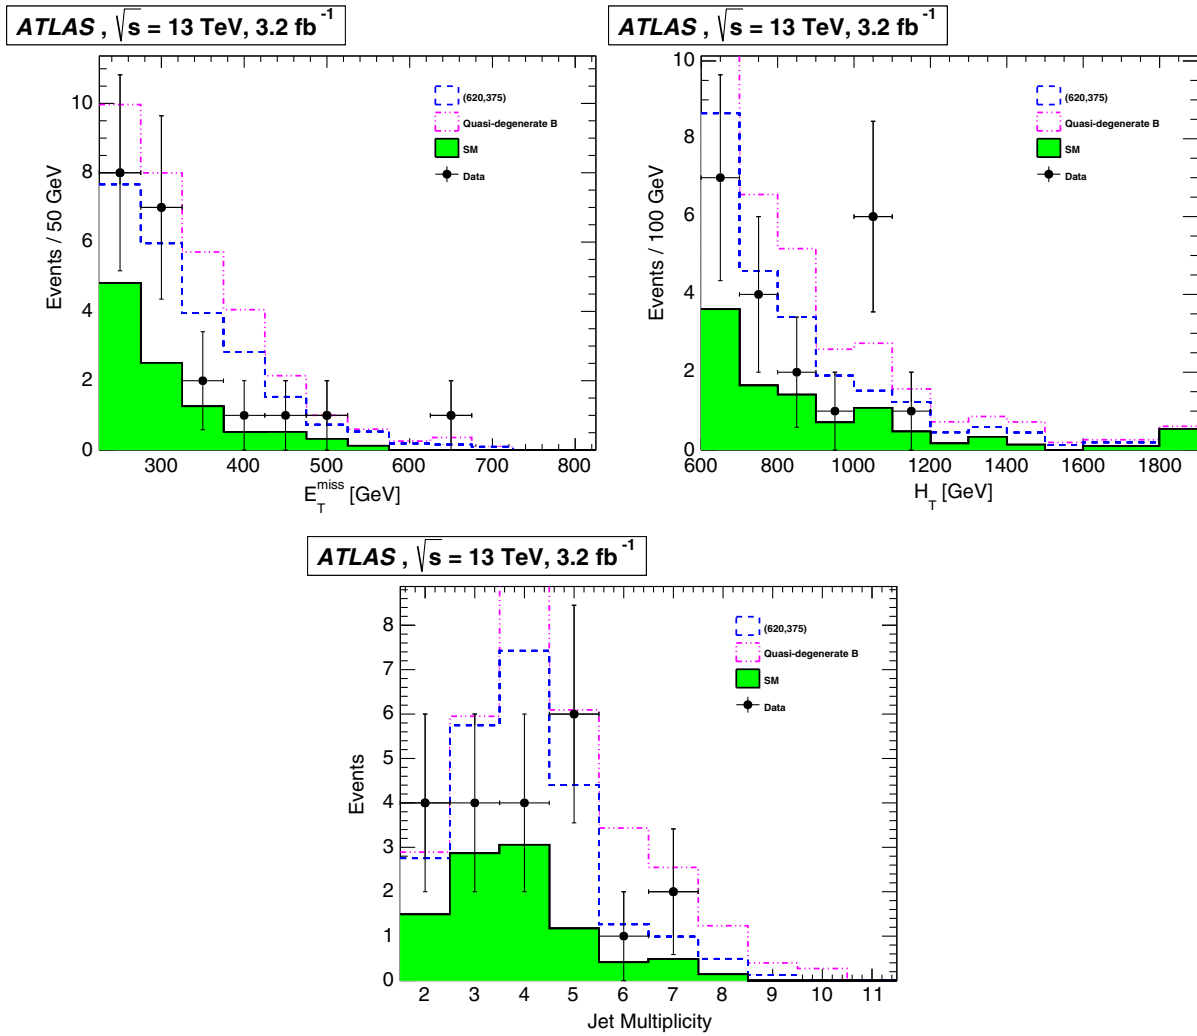 ATLAS , √s = 13 TeV, 3.2 fb⁻¹
Events / 50 GeV
10
8
6
4
2
0
(620,375)
Quasi-degenerate B
SM
Data
300 400 500 600 700 800
E_T^miss [GeV]
ATLAS , √s = 13 TeV, 3.2 fb⁻¹
Events / 100 GeV
10
8
6
4
2
0
(620,375)
Quasi-degenerate B
SM
Data
600 800 1000 1200 1400 1600 1800
H_T [GeV]
ATLAS , √s = 13 TeV, 3.2 fb⁻¹
Events
8
7
6
5
4
3
2
1
0
(620,375)
Quasi-degenerate B
SM
Data
2 3 4 5 6 7 8 9 10 11
Jet Multiplicity